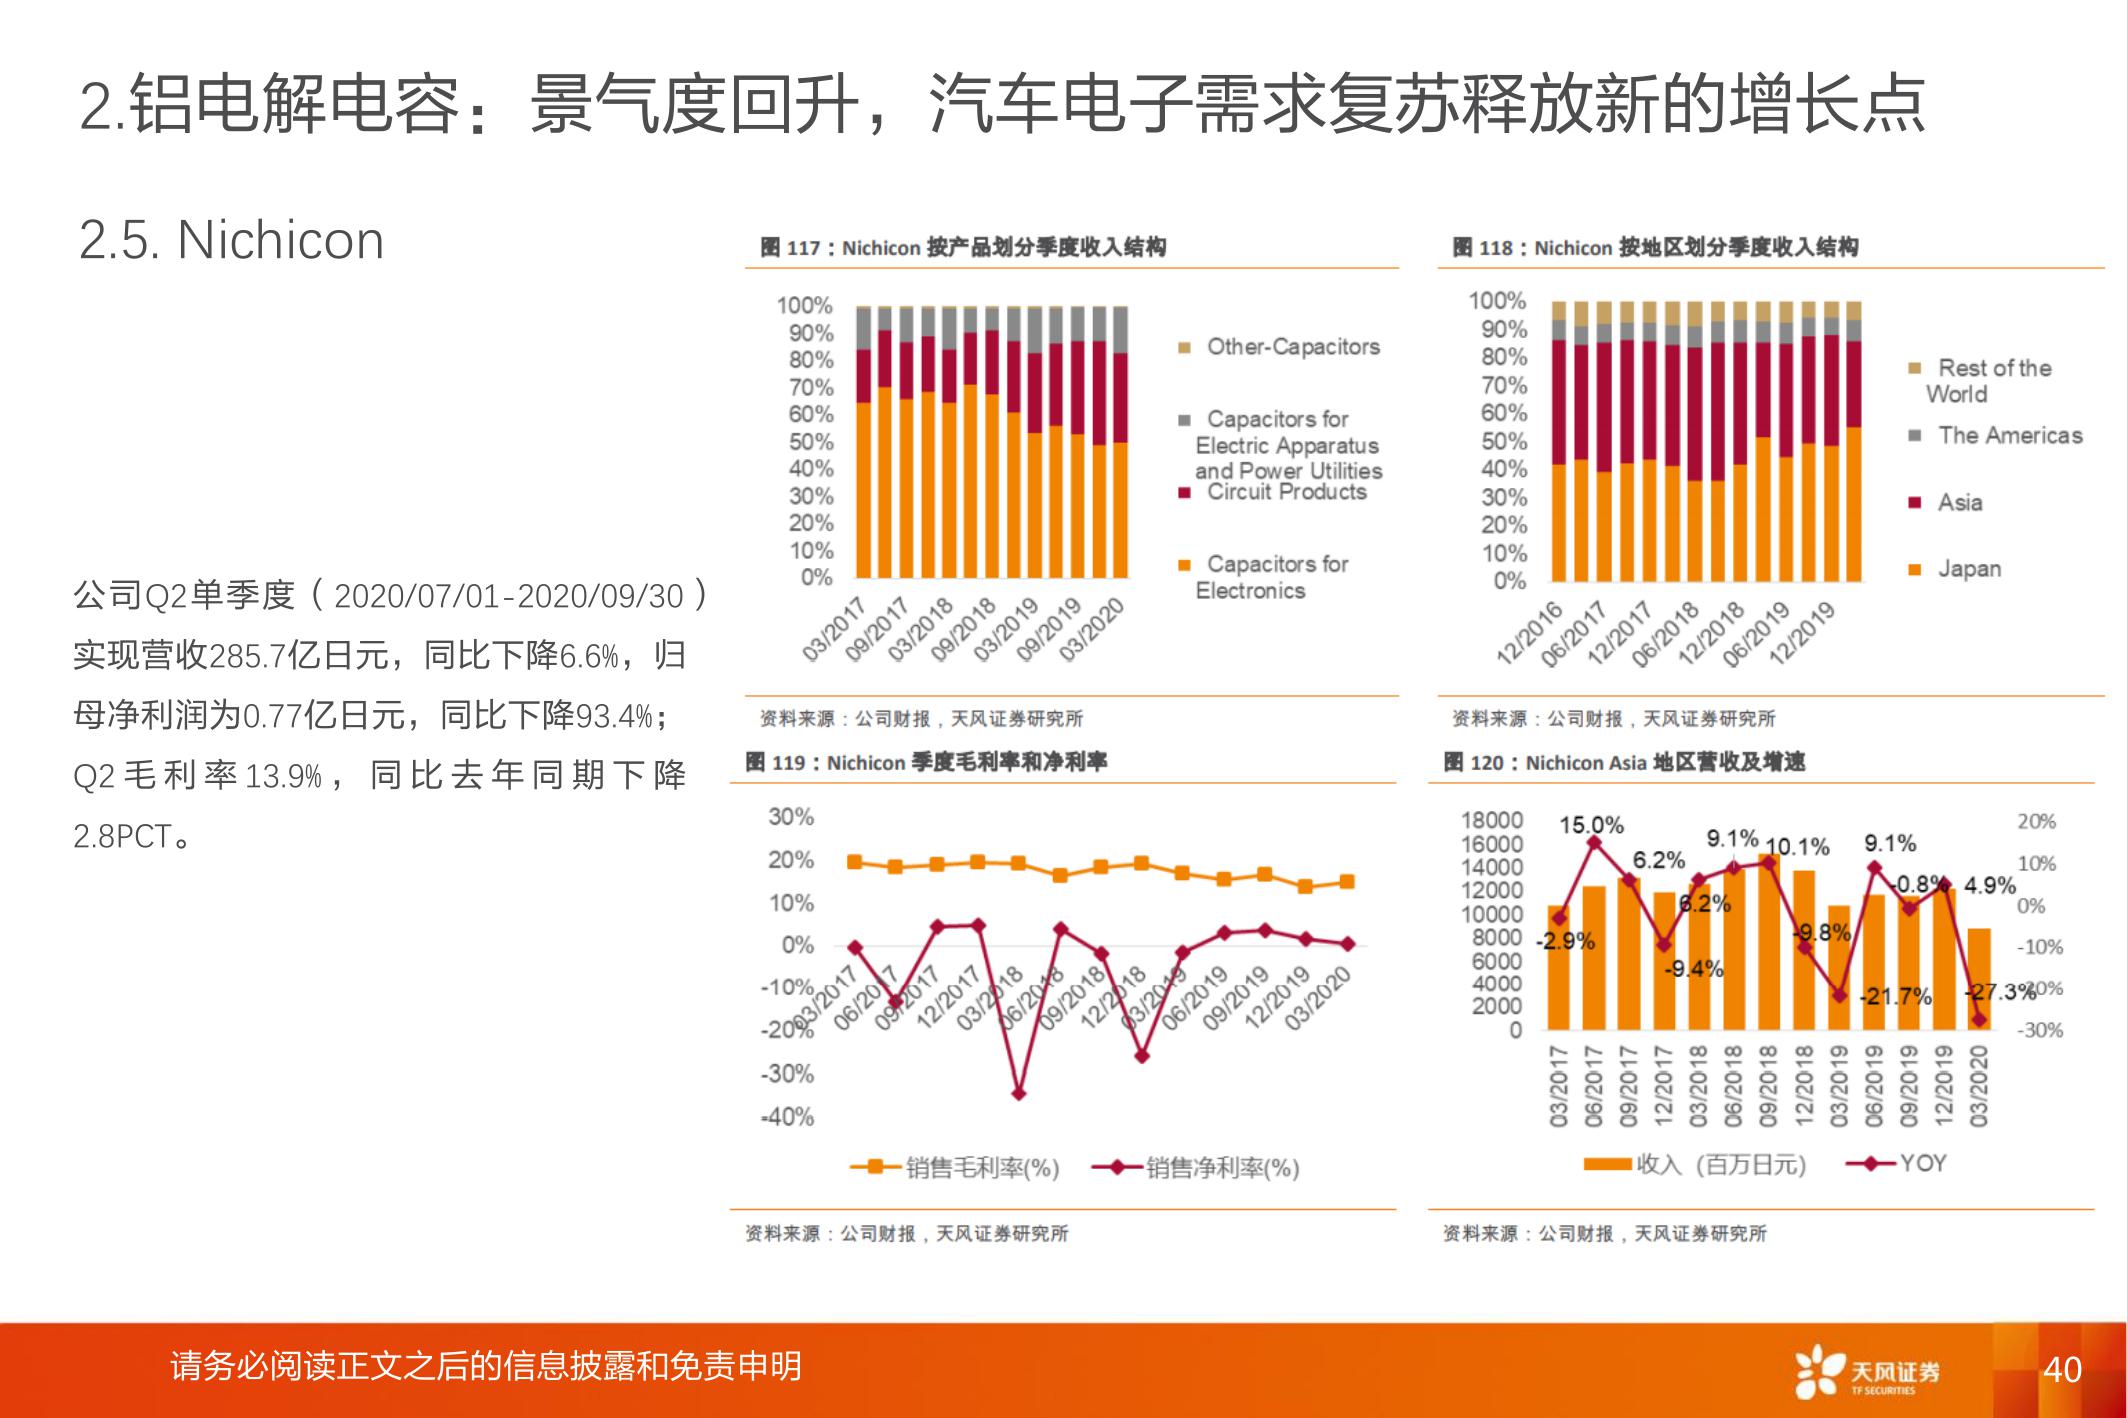 2.铝电解电容：景气度回升，汽车电子需求复苏释放新的增长点
2.5. Nichicon
公司Q2单季度（2020/07/01-2020/09/30）
实现营收285.7亿日元，同比下降6.6%，归
母净利润为0.77亿日元，同比下降93.4%；
Q2毛利率13.9%，同比去年同期下降
2.8PCT。
图 117：Nichicon 按产品划分季度收入结构
100%
90%
80%
70%
60%
50%
40%
30%
20%
10%
0%
03/2017
09/2017
03/2018
09/2018
03/2019
09/2019
03/2020
Other-Capacitors
Capacitors for
Electric Apparatus
and Power Utilities
Circuit Products
Capacitors for
Electronics
资料来源：公司财报，天风证券研究所
图 118：Nichicon 按地区划分季度收入结构
100%
90%
80%
70%
60%
50%
40%
30%
20%
10%
0%
12/2016
06/2017
12/2017
06/2018
12/2018
06/2019
12/2019
Rest of the
World
The Americas
Asia
Japan
资料来源：公司财报，天风证券研究所
图 119：Nichicon 季度毛利率和净利率
30%
20%
10%
0%
-10%
-20%
-30%
-40%
03/2017
06/2017
09/2017
12/2017
03/2018
06/2018
09/2018
12/2018
03/2019
06/2019
09/2019
12/2019
03/2020
销售毛利率(%)
销售净利率(%)
资料来源：公司财报，天风证券研究所
图 120：Nichicon Asia 地区营收及增速
18000
16000
14000
12000
10000
8000
6000
4000
2000
0
-2.9%
15.0%
6.2%
-9.4%
6.2%
9.1%
10.1%
-9.8%
-21.7%
9.1%
-0.8%
4.9%
-27.3%
20%
10%
0%
-10%
-20%
-30%
03/2017
06/2017
09/2017
12/2017
03/2018
06/2018
09/2018
12/2018
03/2019
06/2019
09/2019
12/2019
03/2020
收入（百万日元）
YOY
资料来源：公司财报，天风证券研究所
请务必阅读正文之后的信息披露和免责申明
天风证券
TF SECURITIES
40